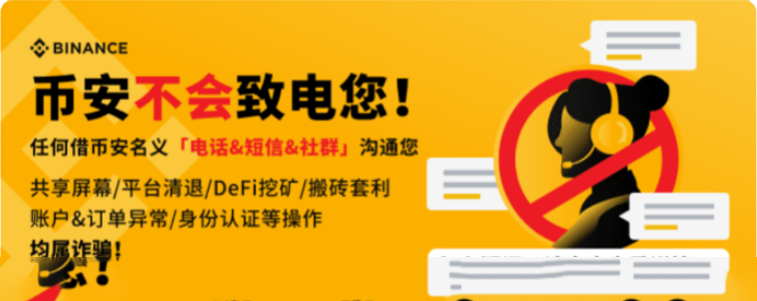 BINANCE
币安不会致电您！
任何借币安名义「电话&短信&社群」沟通您
共享屏幕/平台清退/DeFi挖矿/搬砖套利
账户&订单异常/身份认证等操作
均属诈骗!